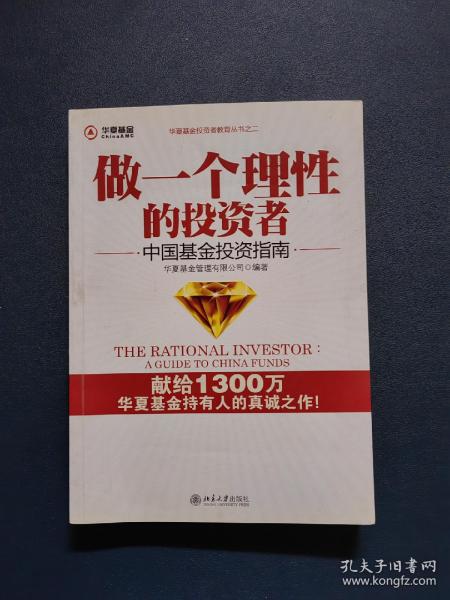 华夏基金
ChinaAMC
华夏基金投资者教育丛书之二
做一个理性
的投资者
·中国基金投资指南·
华夏基金管理有限公司◎编著
THE RATIONAL INVESTOR:
A GUIDE TO CHINA FUNDS
献给1300万
华夏基金持有人的真诚之作!
北京大学出版社
PEKING UNIVERSITY PRESS
孔夫子旧书网
www.kongfz.com